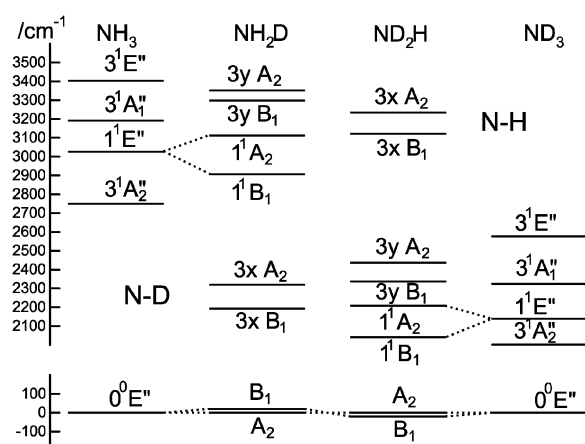 /cm⁻¹ NH₃ NH₂D ND₂H ND₃
3500 3¹E"
3400 3y A₂
3300 3x A₂
3200 3¹A₁" 3y B₁ N-H
3100 1¹E"
3000 1¹A₂ 3x B₁
2900
2800 3¹A₂" 1¹B₁
2700
2600 3¹E"
2500
2400 3y A₂
2300 3x A₂ 3¹A₁"
2200 N-D 3y B₁ 1¹E"
2100 3x B₁ 1¹A₂ 3¹A₂"
1¹B₁
100 0⁰E" B₁ A₂ 0⁰E"
0
-100 A₂ B₁